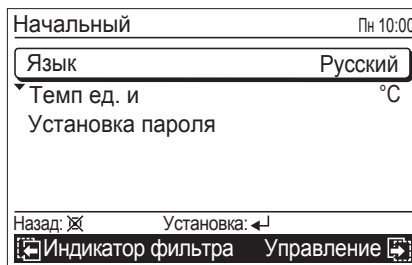 Начальный Пн 10:00
Язык Русский
Темп ед. и °C
Установка пароля
Назад: Установка:
Индикатор фильтра Управление